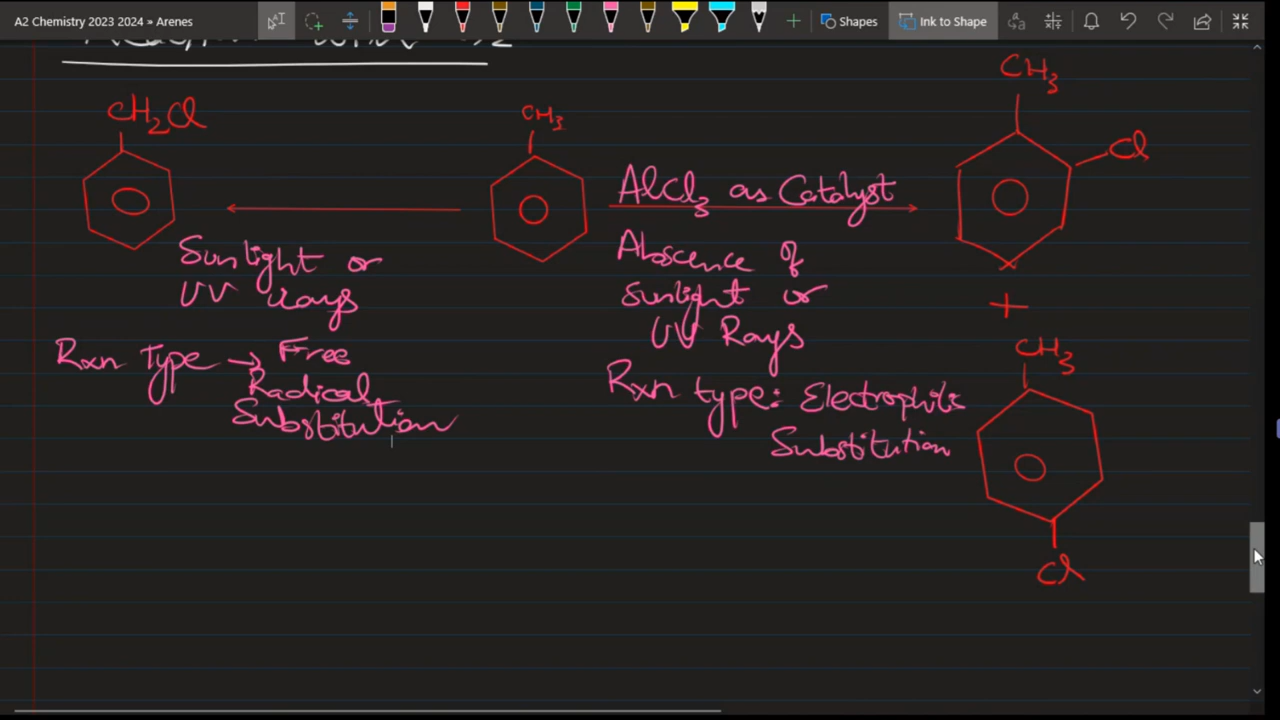 A2 Chemistry 2023 2024 » Arenes
Shapes
Ink to Shape
CH3
CH2Cl
CH3
Cl
AlCl3 as Catalyst
Sunlight or
UV Rays
Abscence of
Sunlight or
UV Rays
+
Rxn Type → Free
Radical
Substitution
CH3
Rxn type: Electrophilic
Substitution
Cl